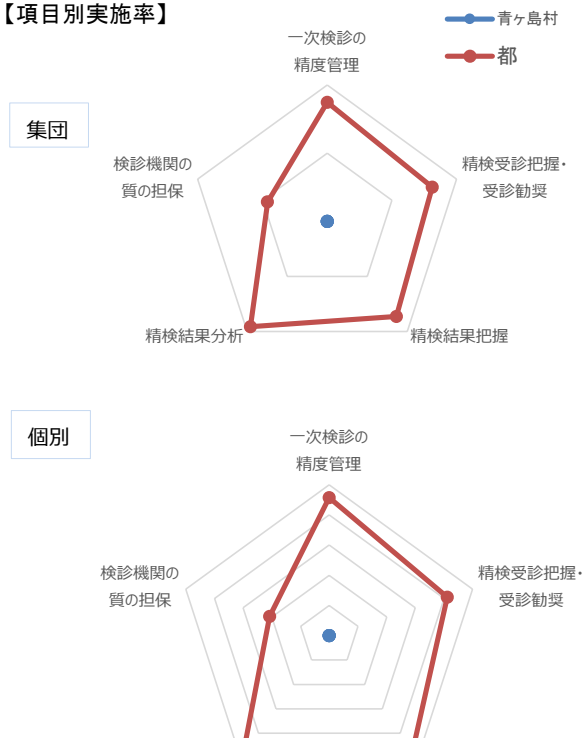 【項目別実施率】
青ヶ島村
都
集団
一次検診の
精度管理
検診機関の
質の担保
精検受診把握・
受診勧奨
精検結果分析
精検結果把握
個別
一次検診の
精度管理
検診機関の
質の担保
精検受診把握・
受診勧奨